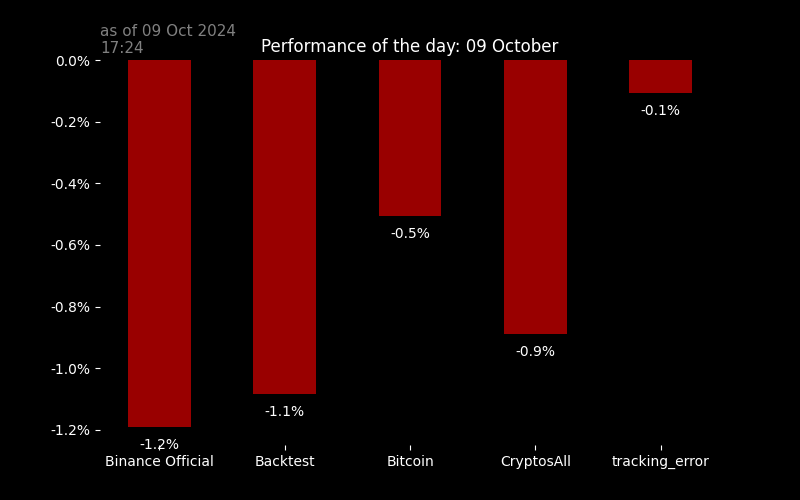 as of 09 Oct 2024
17:24
Performance of the day: 09 October
0.0%
-0.2%
-0.4%
-0.6%
-0.8%
-1.0%
-1.2%
-1.2%
-1.1%
-0.5%
-0.9%
-0.1%
Binance Official
Backtest
Bitcoin
CryptosAll
tracking_error